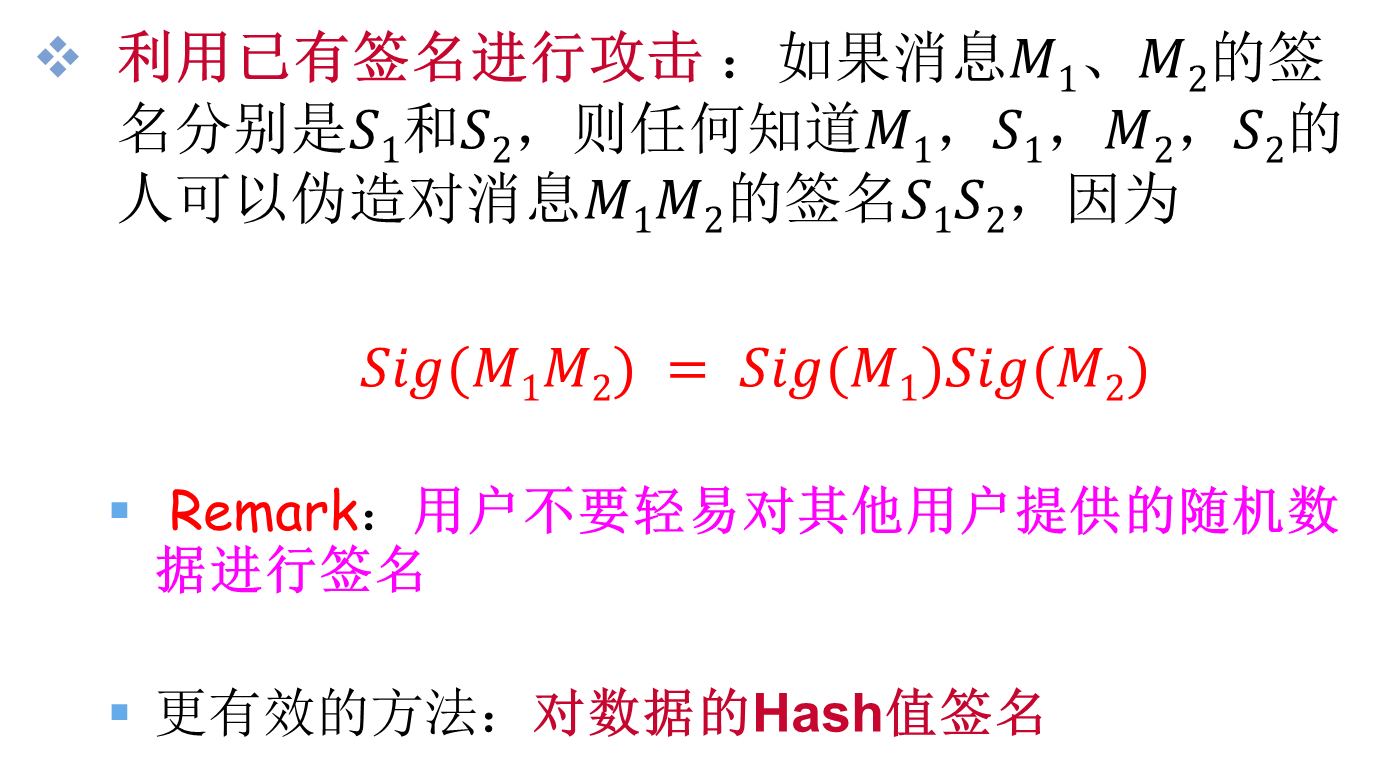 ❖ 利用已有签名进行攻击 ：如果消息M₁、M₂的签
名分别是S₁和S₂，则任何知道M₁，S₁，M₂，S₂的
人可以伪造对消息M₁M₂的签名S₁S₂，因为
Sig(M₁M₂) = Sig(M₁)Sig(M₂)
▪ Remark：用户不要轻易对其他用户提供的随机数
据进行签名
▪ 更有效的方法：对数据的Hash值签名